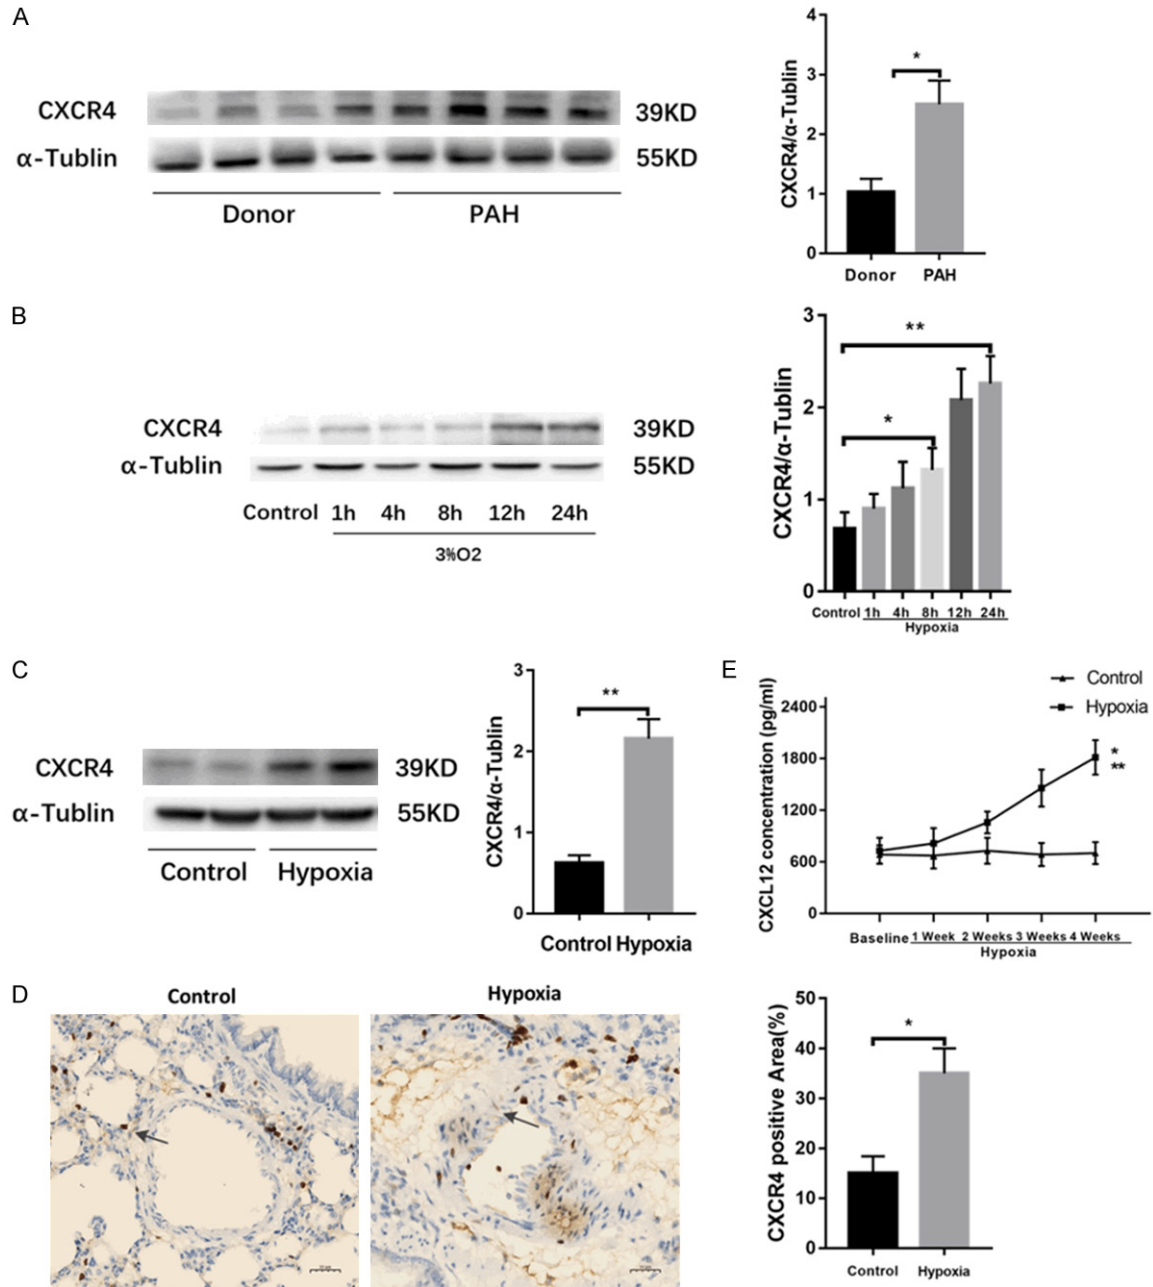 A
CXCR4
39KD
α-Tublin
55KD
Donor
PAH
CXCR4/α-Tublin
4
3
2
1
0
*
Donor
PAH
B
CXCR4
39KD
α-Tublin
55KD
Control 1h 4h 8h 12h 24h
3%O2
CXCR4/α-Tublin
3
2
1
0
**
*
Control 1h 4h 8h 12h 24h
Hypoxia
C
CXCR4
39KD
α-Tublin
55KD
Control
Hypoxia
CXCR4/α-Tublin
3
2
1
0
**
Control Hypoxia
E
Control
Hypoxia
CXCL12 concentration (pg/ml)
2400
1800
1200
600
0
*
**
Baseline 1 Week 2 Weeks 3 Weeks 4 Weeks
Hypoxia
D
Control
Hypoxia
CXCR4 positive Area(%)
50
40
30
20
10
0
*
Control
Hypoxia